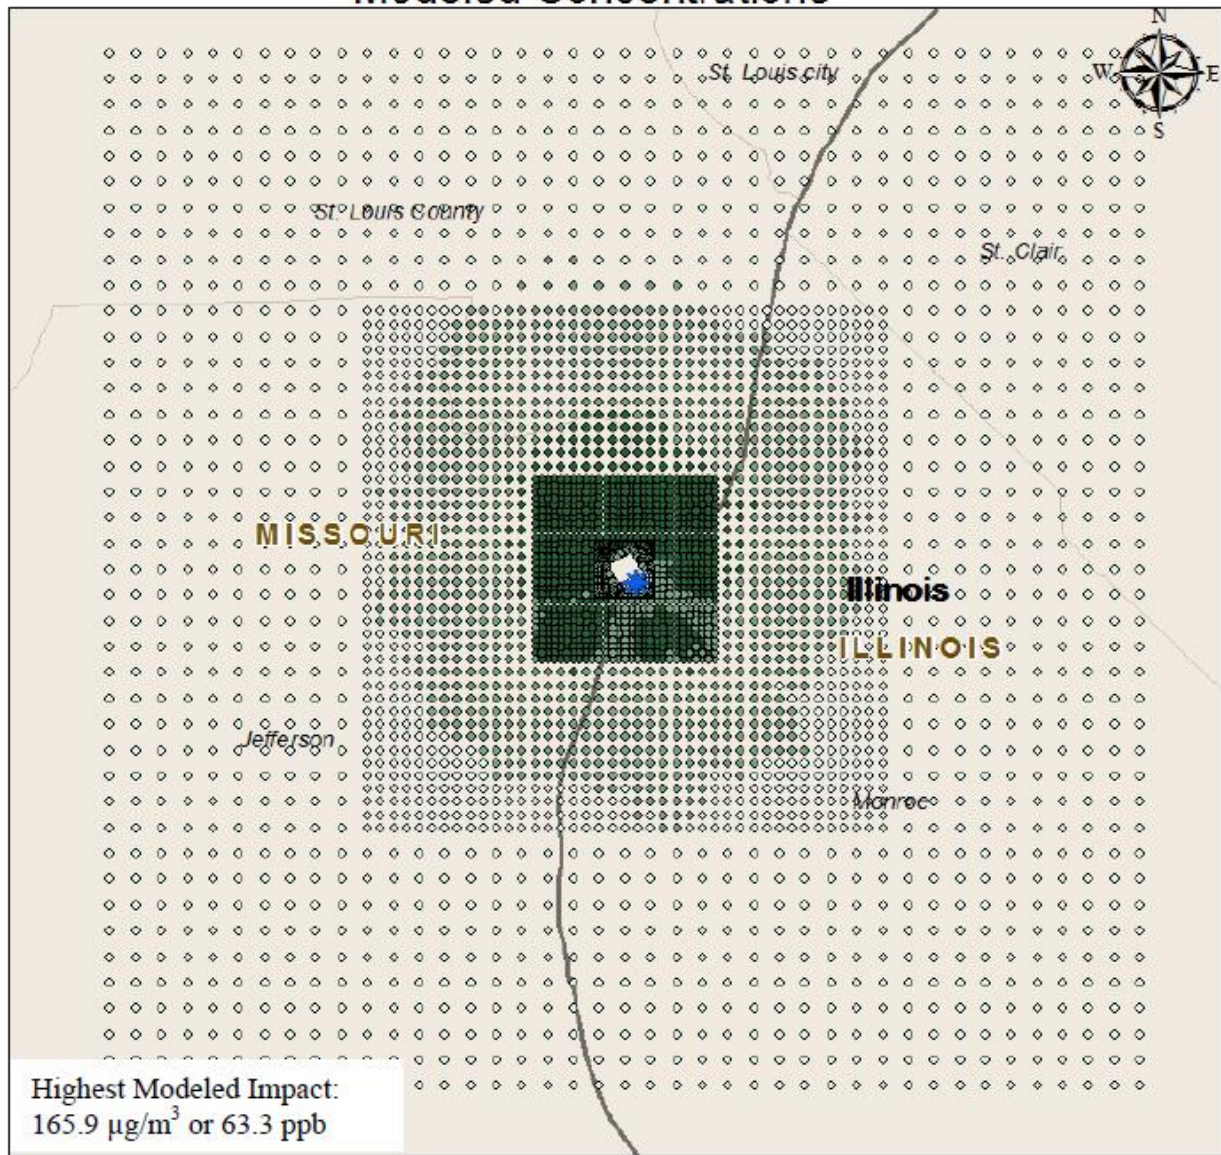 Modeled Concentrations
N
W E
S
St. Louis city
St. Louis County
St. Clair
MISSOURI
Illinois
ILLINOIS
Jefferson
Monroe
Highest Modeled Impact:
165.9 µg/m³ or 63.3 ppb